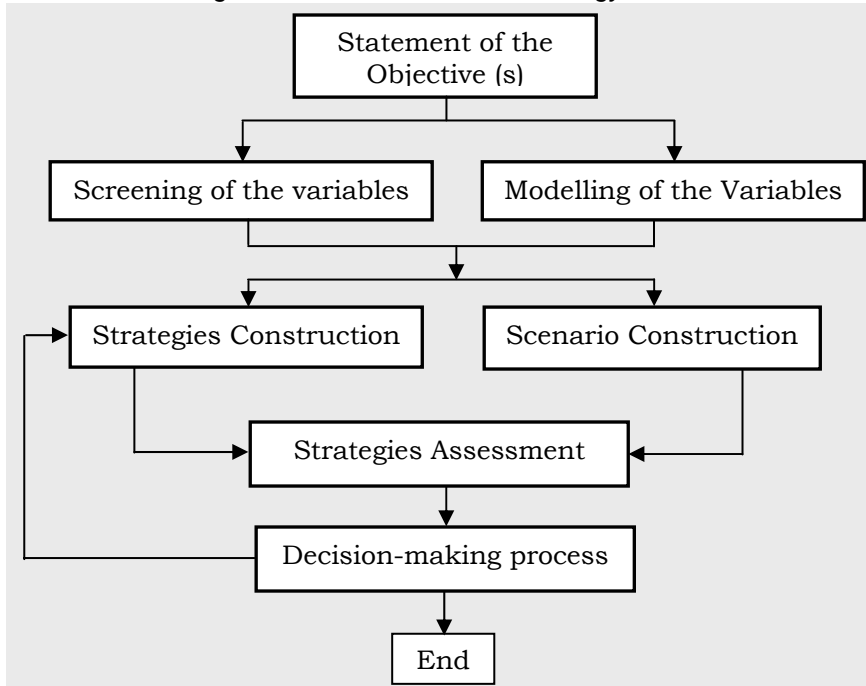 Statement of the
Objective (s)
Screening of the variables
Modelling of the Variables
Strategies Construction
Scenario Construction
Strategies Assessment
Decision-making process
End